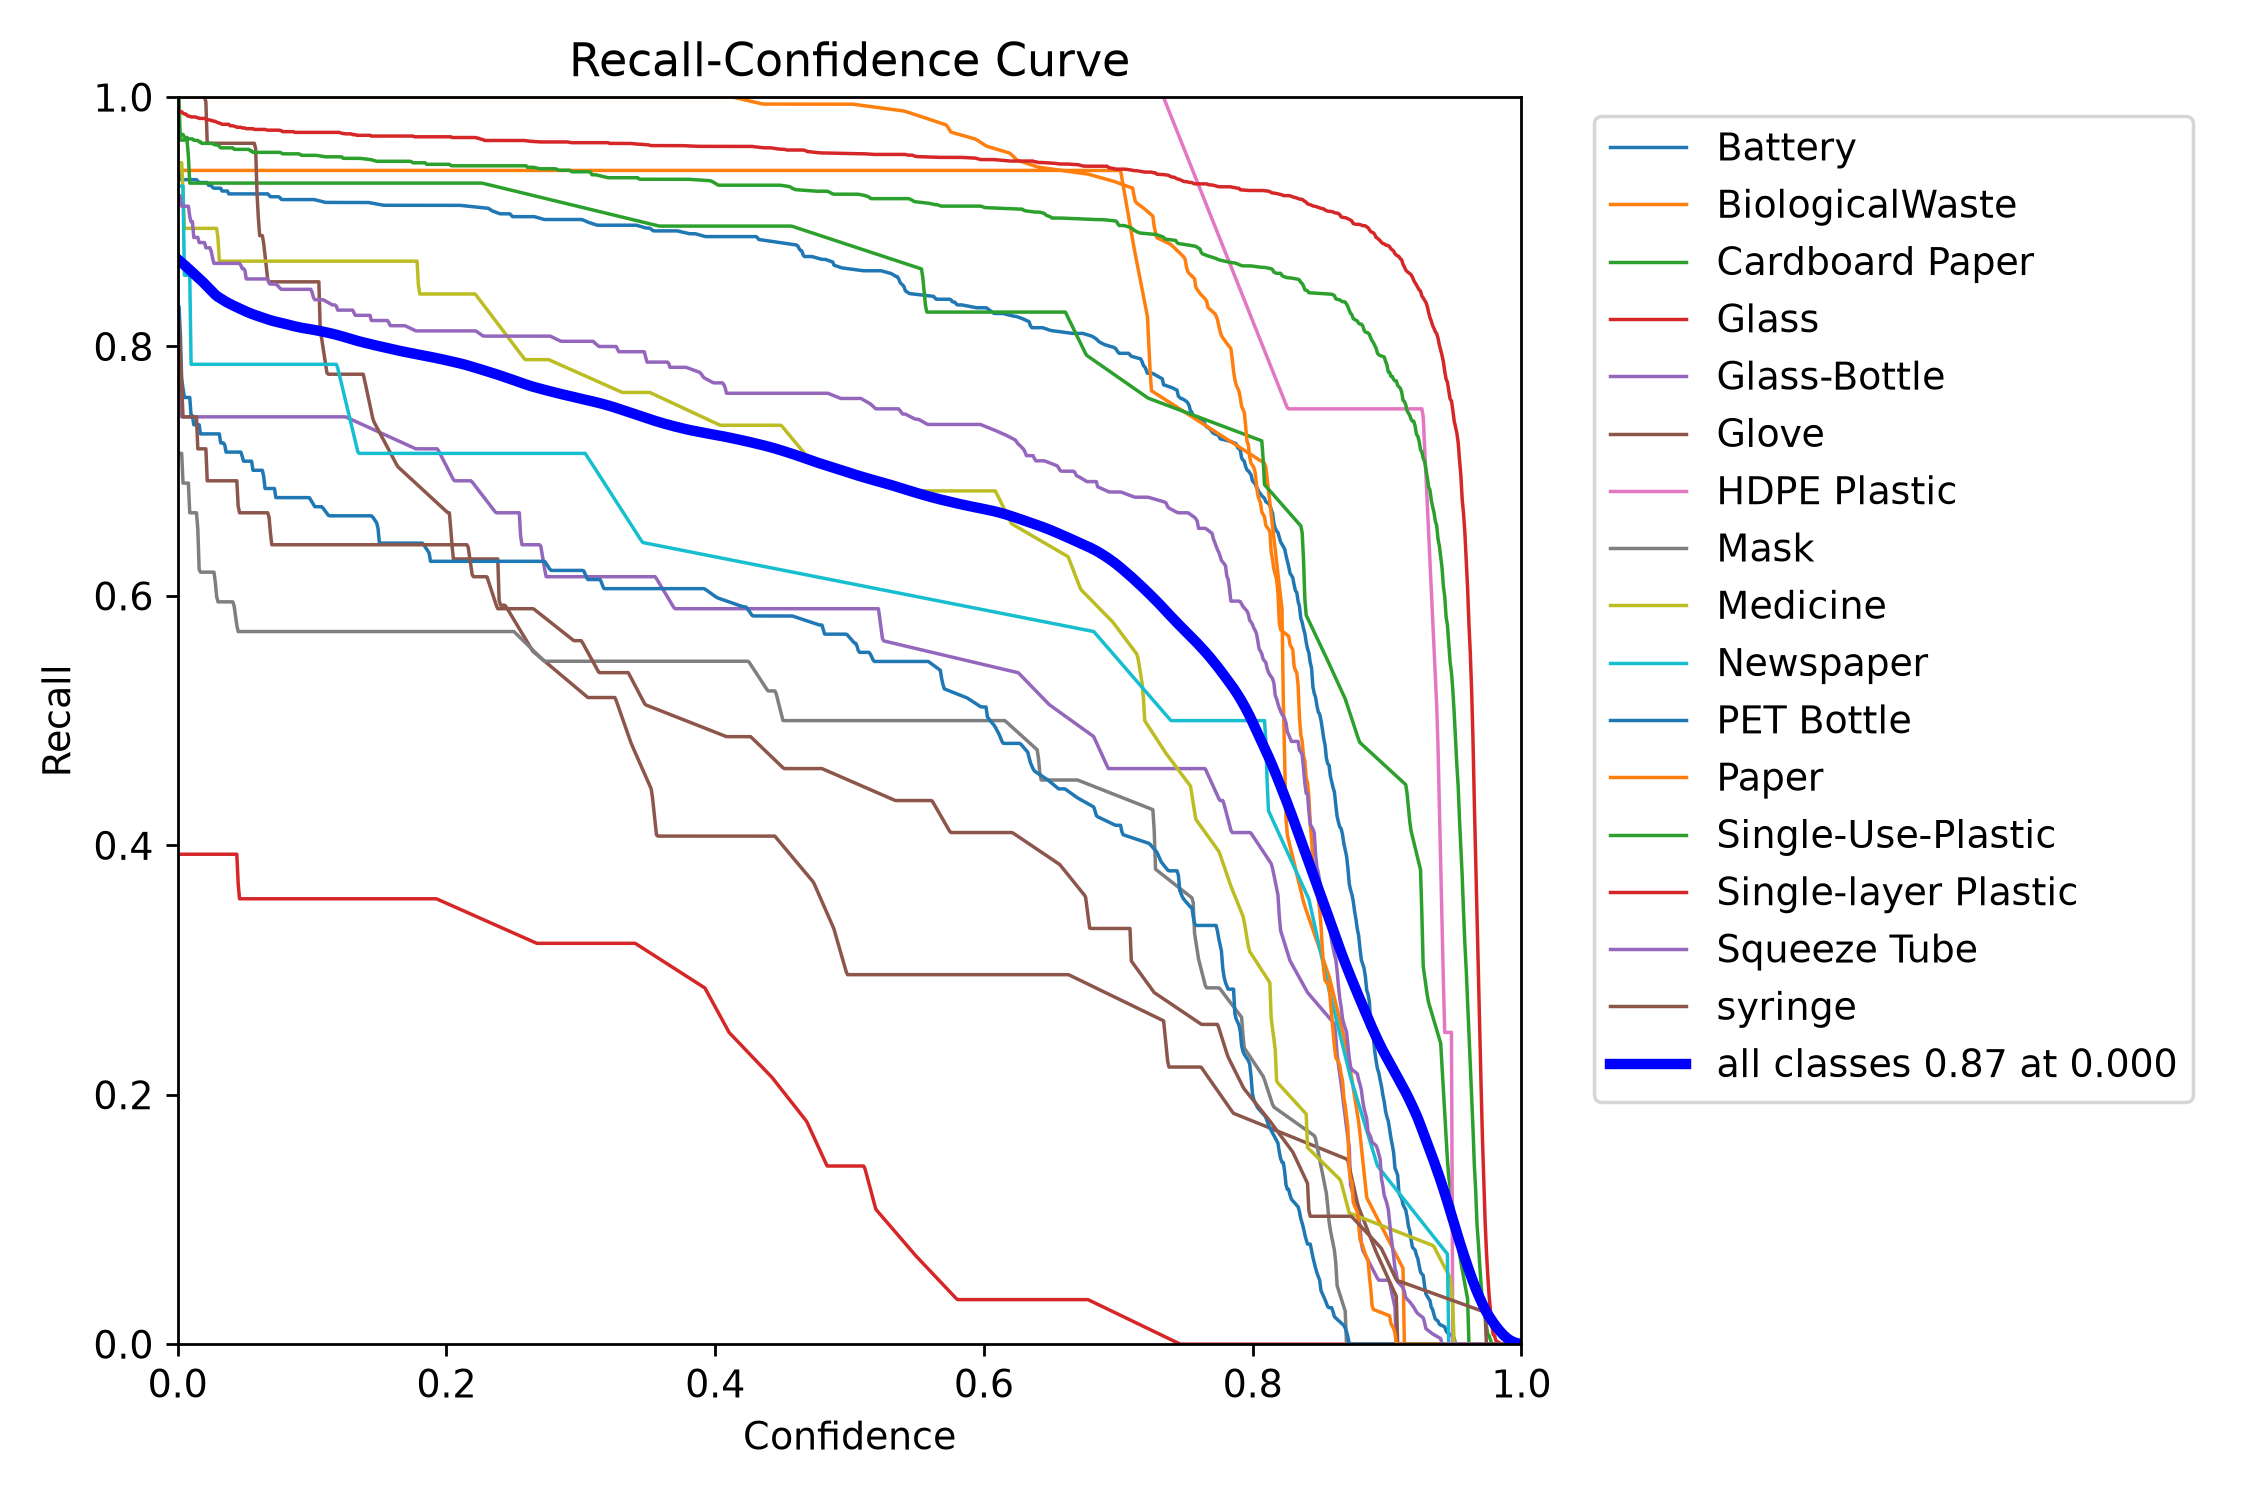 Recall-Confidence Curve
1.0
0.8
0.6
0.4
0.2
0.0
Recall
0.0 0.2 0.4 0.6 0.8 1.0
Confidence
Battery
BiologicalWaste
Cardboard Paper
Glass
Glass-Bottle
Glove
HDPE Plastic
Mask
Medicine
Newspaper
PET Bottle
Paper
Single-Use-Plastic
Single-layer Plastic
Squeeze Tube
syringe
all classes 0.87 at 0.000